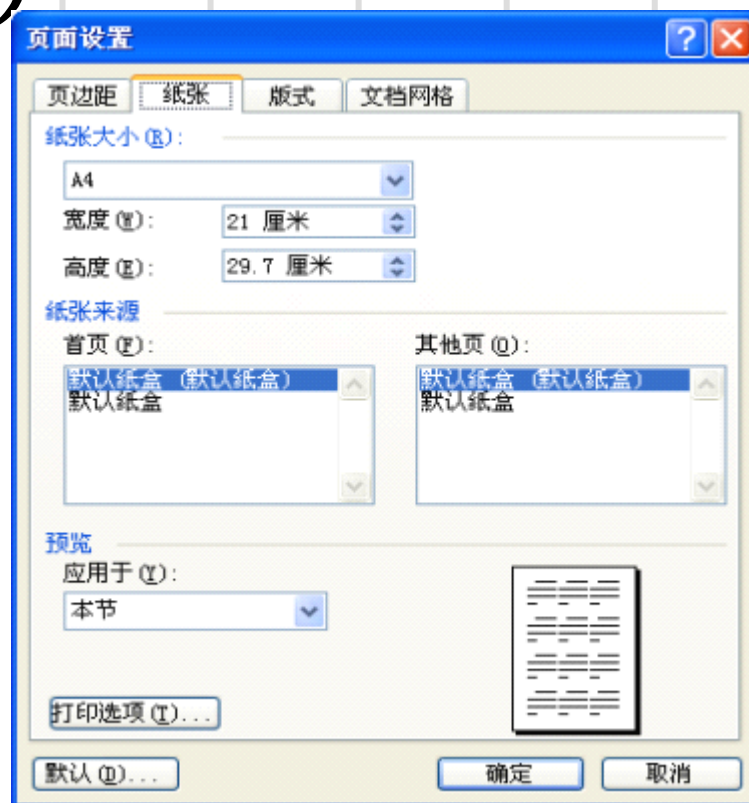 页面设置
页边距 纸张 版式 文档网格
纸张大小(R):
A4
宽度(W): 21 厘米
高度(E): 29.7 厘米
纸张来源
首页(F): 其他页(O):
默认纸盒 (默认纸盒) 默认纸盒 (默认纸盒)
默认纸盒 默认纸盒
预览
应用于(Y):
本节
打印选项(T)...
默认(D)... 确定 取消